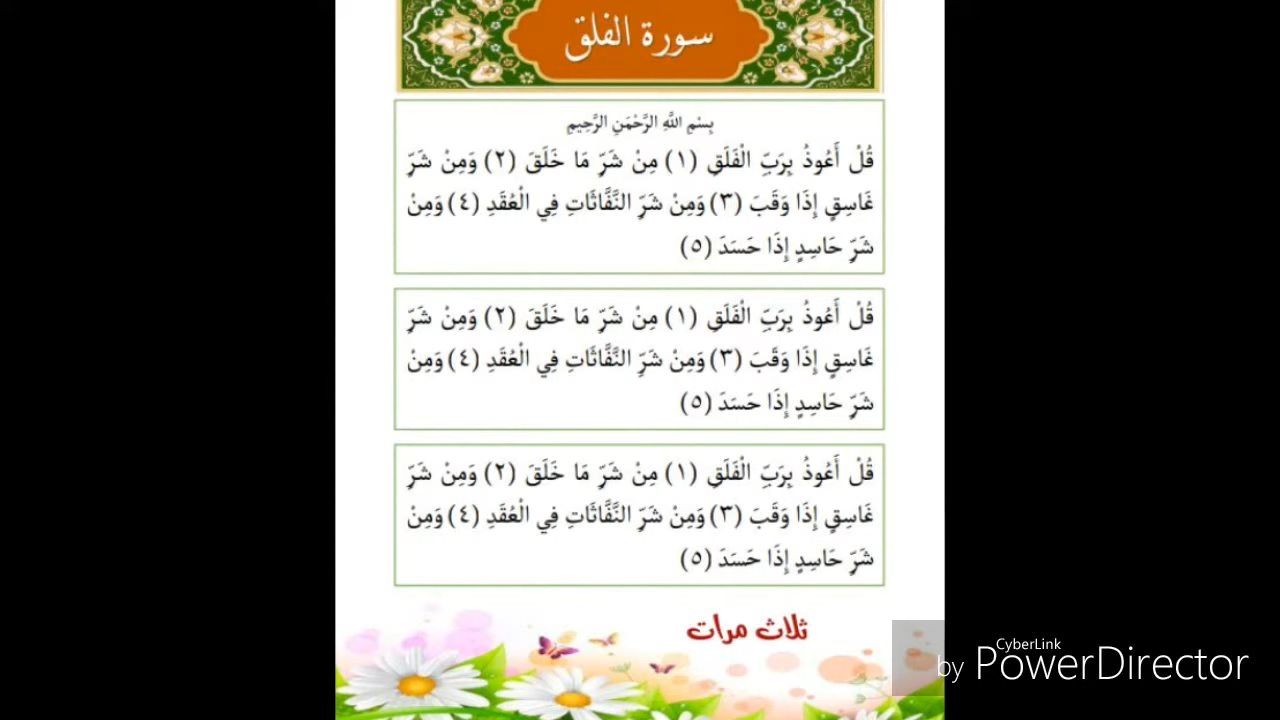 سورة الفلق
بِسْمِ اللَّهِ الرَّحْمَنِ الرَّحِيمِ
قُلْ أَعُوذُ بِرَبِّ الْفَلَقِ (١) مِنْ شَرِّ مَا خَلَقَ (٢) وَمِنْ شَرِّ
غَاسِقٍ إِذَا وَقَبَ (٣) وَمِنْ شَرِّ النَّفَّاثَاتِ فِي الْعُقَدِ (٤) وَمِنْ
شَرِّ حَاسِدٍ إِذَا حَسَدَ (٥)
قُلْ أَعُوذُ بِرَبِّ الْفَلَقِ (١) مِنْ شَرِّ مَا خَلَقَ (٢) وَمِنْ شَرِّ
غَاسِقٍ إِذَا وَقَبَ (٣) وَمِنْ شَرِّ النَّفَّاثَاتِ فِي الْعُقَدِ (٤) وَمِنْ
شَرِّ حَاسِدٍ إِذَا حَسَدَ (٥)
قُلْ أَعُوذُ بِرَبِّ الْفَلَقِ (١) مِنْ شَرِّ مَا خَلَقَ (٢) وَمِنْ شَرِّ
غَاسِقٍ إِذَا وَقَبَ (٣) وَمِنْ شَرِّ النَّفَّاثَاتِ فِي الْعُقَدِ (٤) وَمِنْ
شَرِّ حَاسِدٍ إِذَا حَسَدَ (٥)
ثلاث مرات
CyberLink
by PowerDirector